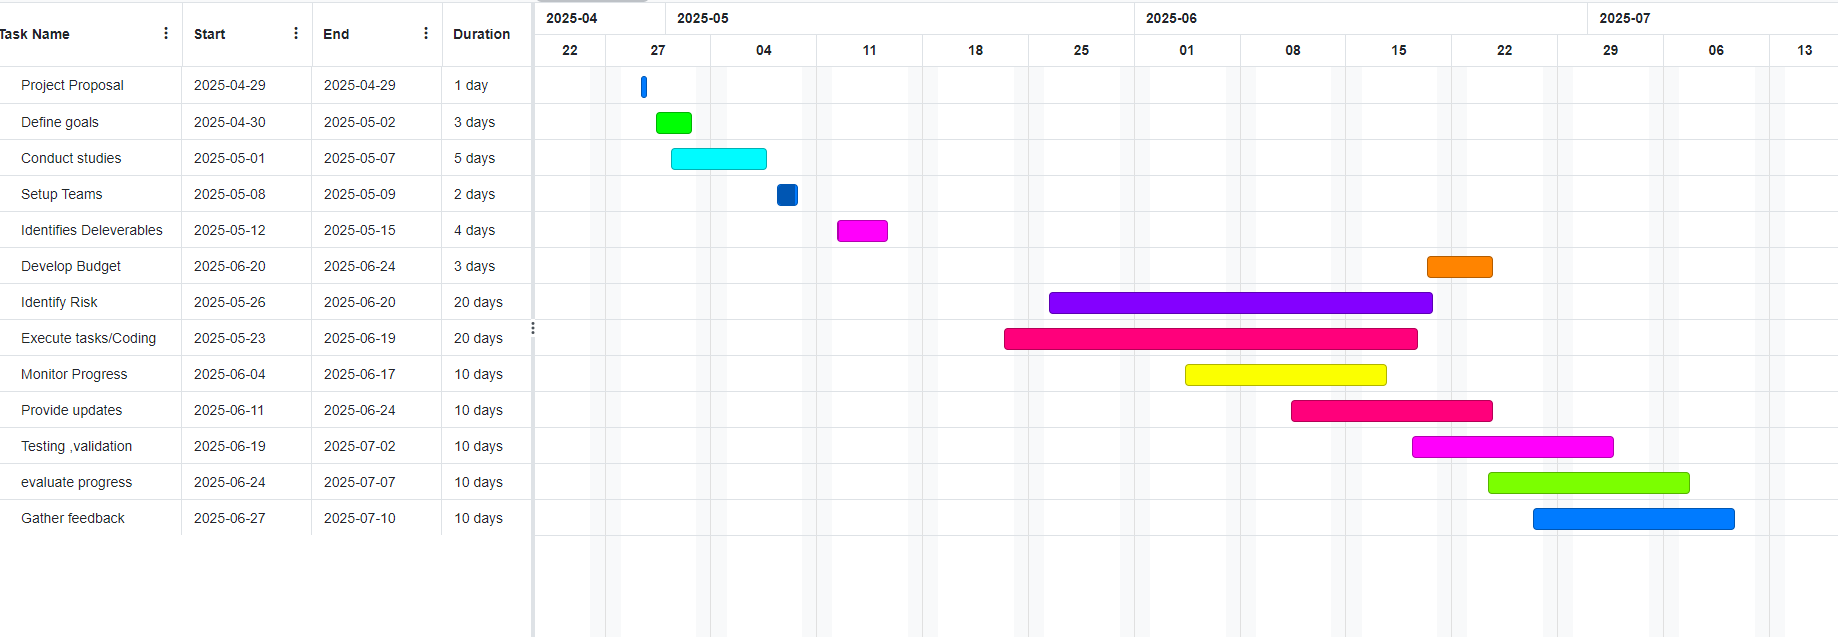 Task Name Start End Duration 2025-04 2025-05 2025-06 2025-07
22 27 04 11 18 25 01 08 15 22 29 06 13
Project Proposal 2025-04-29 2025-04-29 1 day
Define goals 2025-04-30 2025-05-02 3 days
Conduct studies 2025-05-01 2025-05-07 5 days
Setup Teams 2025-05-08 2025-05-09 2 days
Identifies Deleverables 2025-05-12 2025-05-15 4 days
Develop Budget 2025-06-20 2025-06-24 3 days
Identify Risk 2025-05-26 2025-06-20 20 days
Execute tasks/Coding 2025-05-23 2025-06-19 20 days
Monitor Progress 2025-06-04 2025-06-17 10 days
Provide updates 2025-06-11 2025-06-24 10 days
Testing ,validation 2025-06-19 2025-07-02 10 days
evaluate progress 2025-06-24 2025-07-07 10 days
Gather feedback 2025-06-27 2025-07-10 10 days